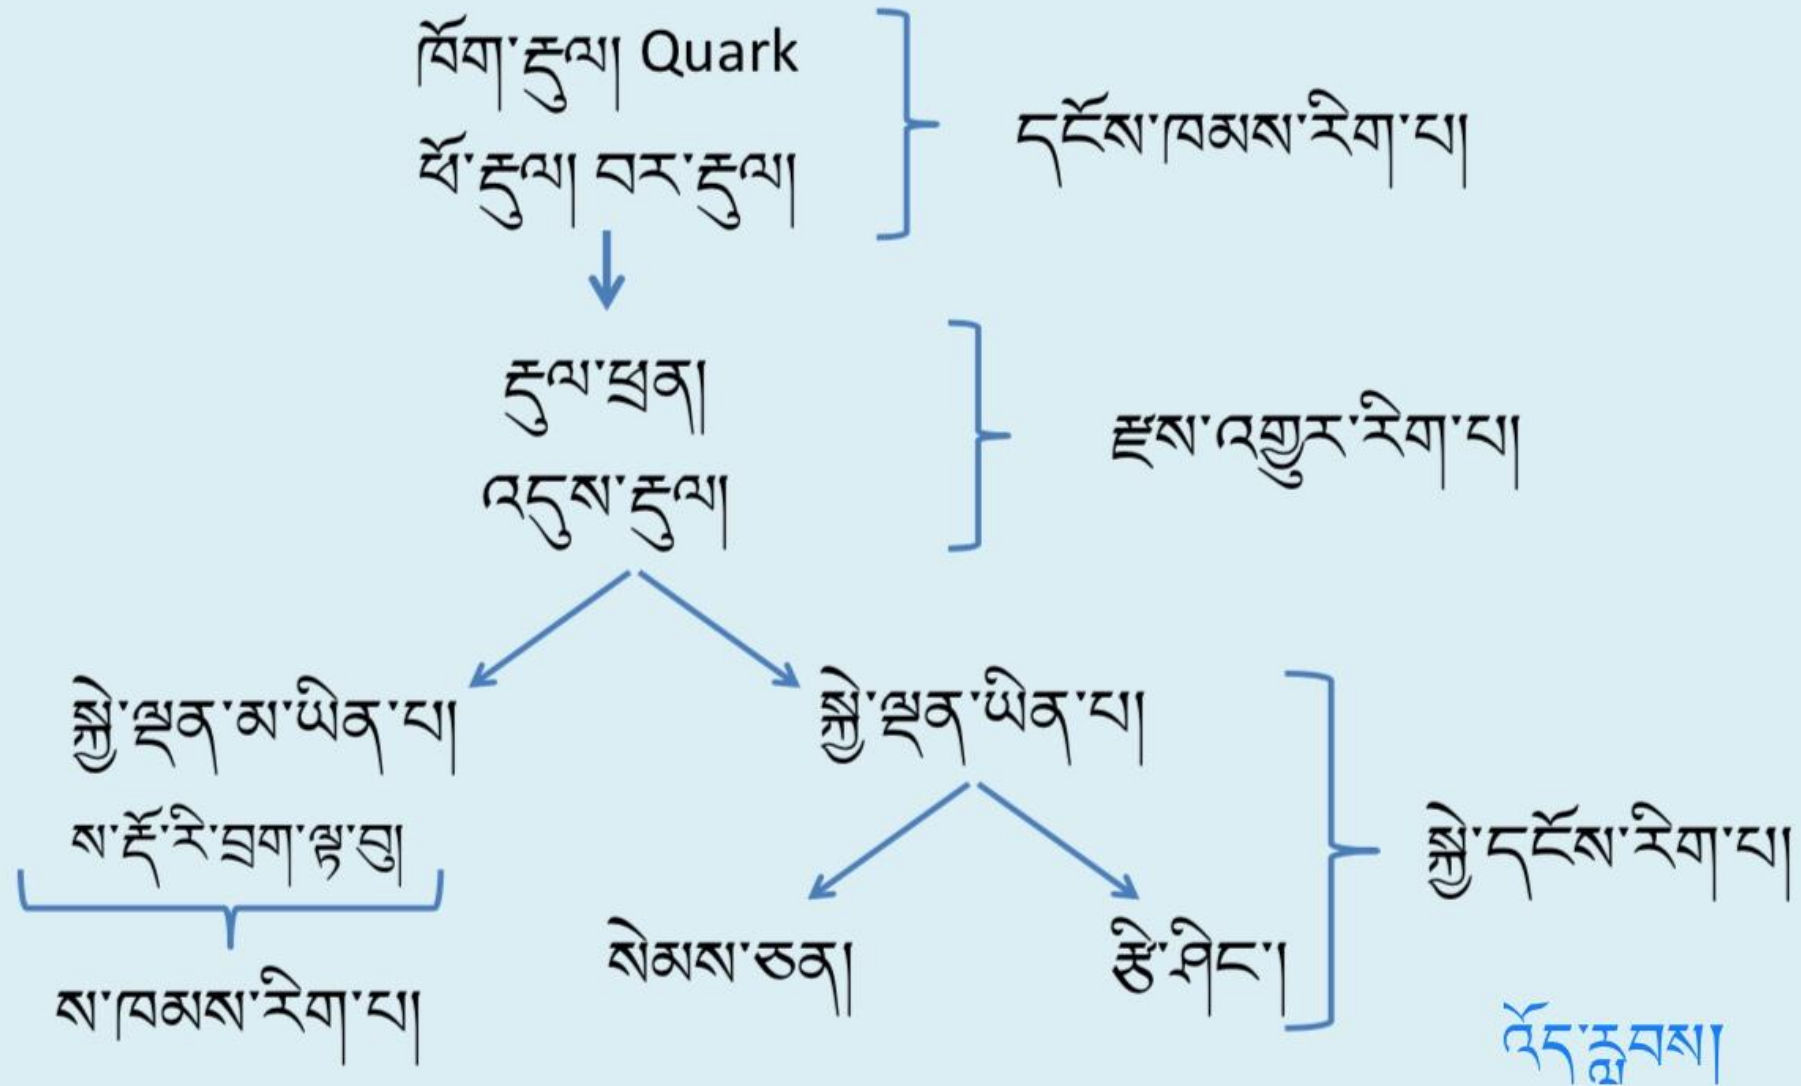 ཁོག་རྡུལ། Quark
ཕོ་རྡུལ། བར་རྡུལ།
དངོས་ཁམས་རིག་པ།
རྡུལ་ཕྲན།
འདུས་རྡུལ།
རྫས་འགྱུར་རིག་པ།
སྐྱེ་ལྡན་མ་ཡིན་པ།
ས་རྡོ་རི་བྲག་ལྟ་བུ།
ས་ཁམས་རིག་པ།
སྐྱེ་ལྡན་ཡིན་པ།
སེམས་ཅན།
རྩི་ཤིང་།
སྐྱེ་དངོས་རིག་པ།
འོད་རླབས།